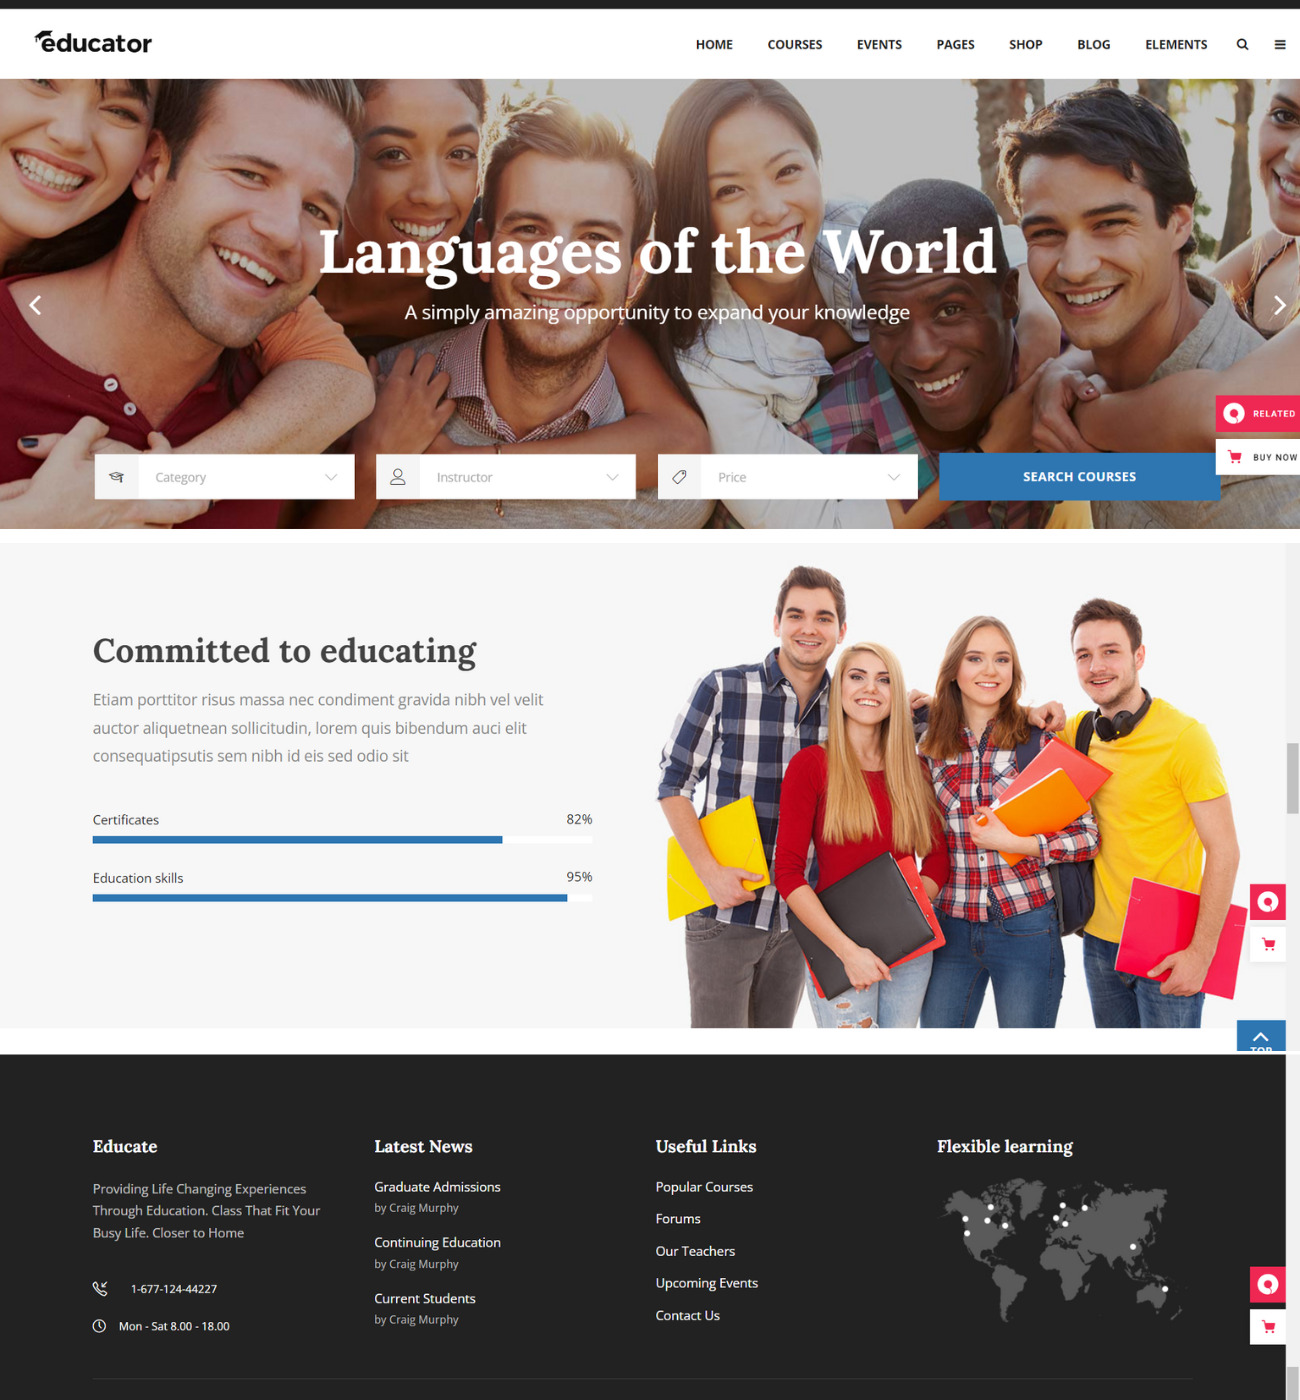 educator
HOME COURSES EVENTS PAGES SHOP BLOG ELEMENTS
Languages of the World
A simply amazing opportunity to expand your knowledge
RELATED
BUY NOW
Category Instructor Price SEARCH COURSES
Committed to educating
Etiam porttitor risus massa nec condiment gravida nibh vel velit
auctor aliquetnean sollicitudin, lorem quis bibendum auci elit
consequatipsutis sem nibh id eis sed odio sit
Certificates 82%
Education skills 95%
TOP
Educate
Providing Life Changing Experiences
Through Education. Class That Fit Your
Busy Life. Closer to Home
1-677-124-44227
Mon - Sat 8.00 - 18.00
Latest News
Graduate Admissions
by Craig Murphy
Continuing Education
by Craig Murphy
Current Students
by Craig Murphy
Useful Links
Popular Courses
Forums
Our Teachers
Upcoming Events
Contact Us
Flexible learning